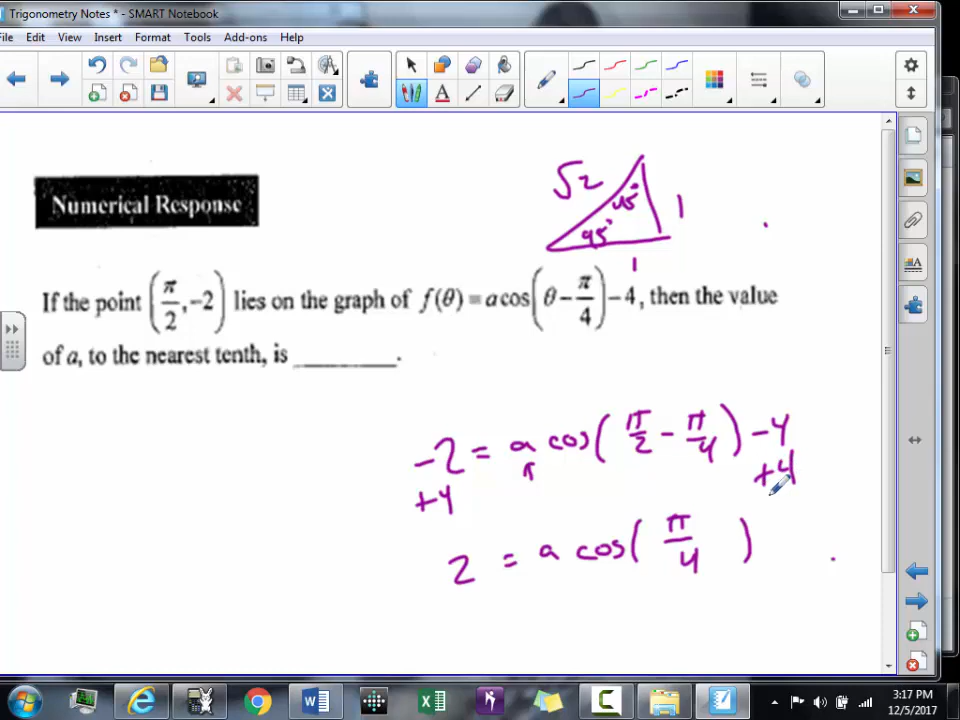 Trigonometry Notes * - SMART Notebook
File Edit View Insert Format Tools Add-ons Help
Numerical Response
√2
45°
45°
1
1
If the point (π/2, -2) lies on the graph of f(θ) = a cos(θ - π/4) - 4, then the value
of a, to the nearest tenth, is ________.
-2 = a cos(π/2 - π/4) -4
+4 +4
2 = a cos(π/4)
3:17 PM
12/5/2017